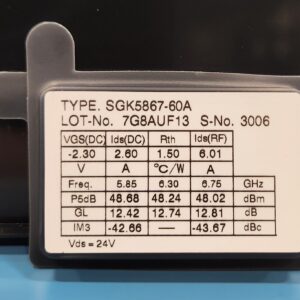 TYPE. SGK5867-60A
LOT-No. 7G8AUF13 S-No. 3006
VGS(DC) Ids(DC) Rth Ids(RF)
-2.30 2.60 1.50 6.01
V A °C/W A
Freq. 5.85 6.30 6.75 GHz
P5dB 48.68 48.24 48.02 dBm
GL 12.42 12.74 12.81 dB
IM3 -42.66 — -43.67 dBc
Vds = 24V